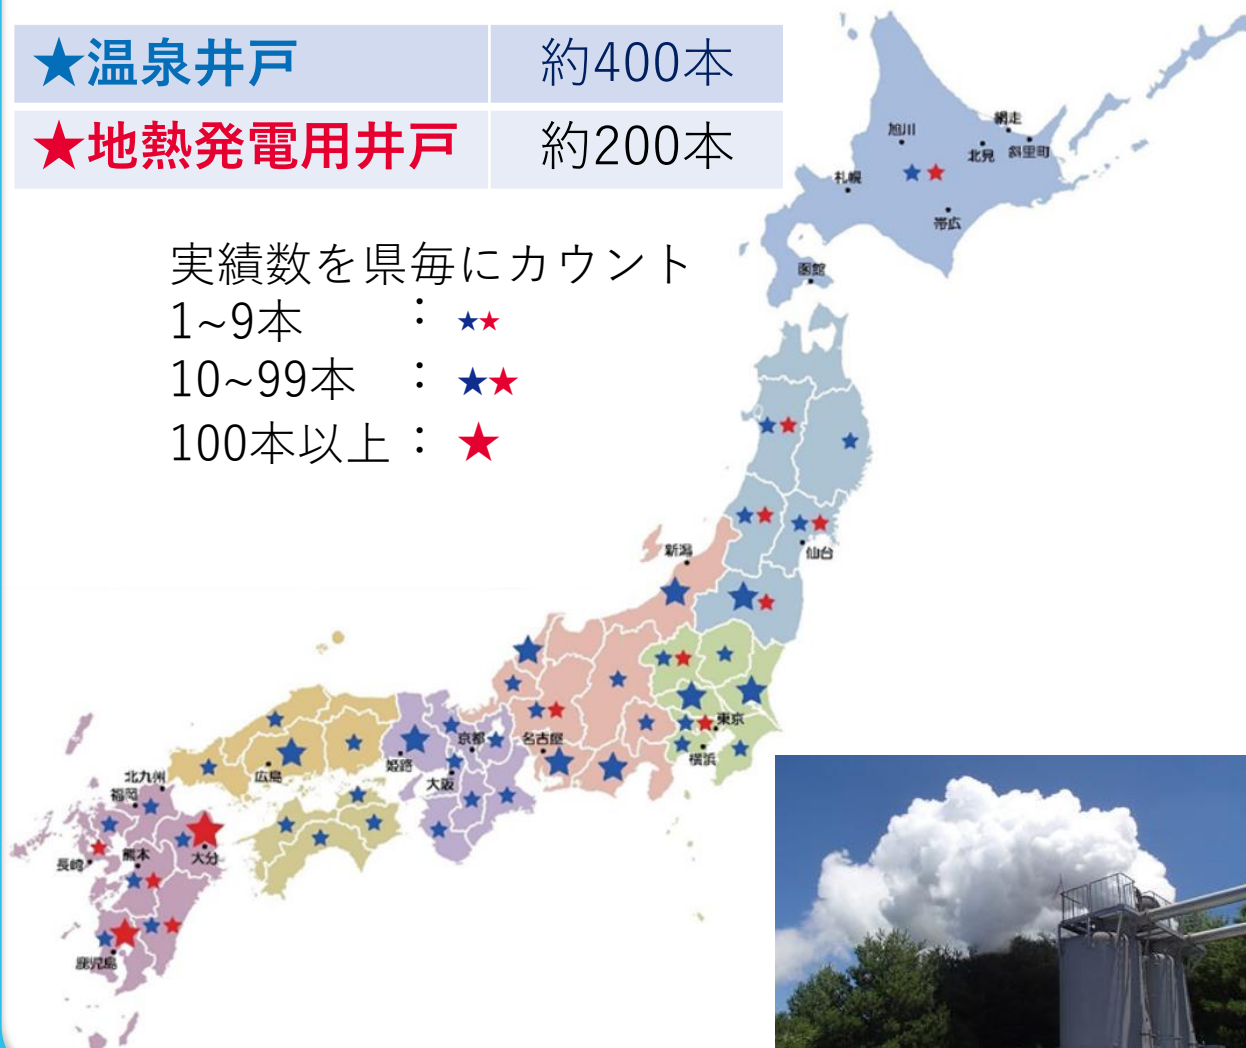 ★温泉井戸 約400本
★地熱発電用井戸 約200本
実績数を県毎にカウント
1~9本 : ★★
10~99本 : ★★
100本以上 : ★
網走
旭川
北見
斜里町
札幌
帯広
函館
新潟
仙台
東京
京都
名古屋
横浜
姫路
広島
大阪
北九州
福岡
熊本
大分
長崎
鹿児島